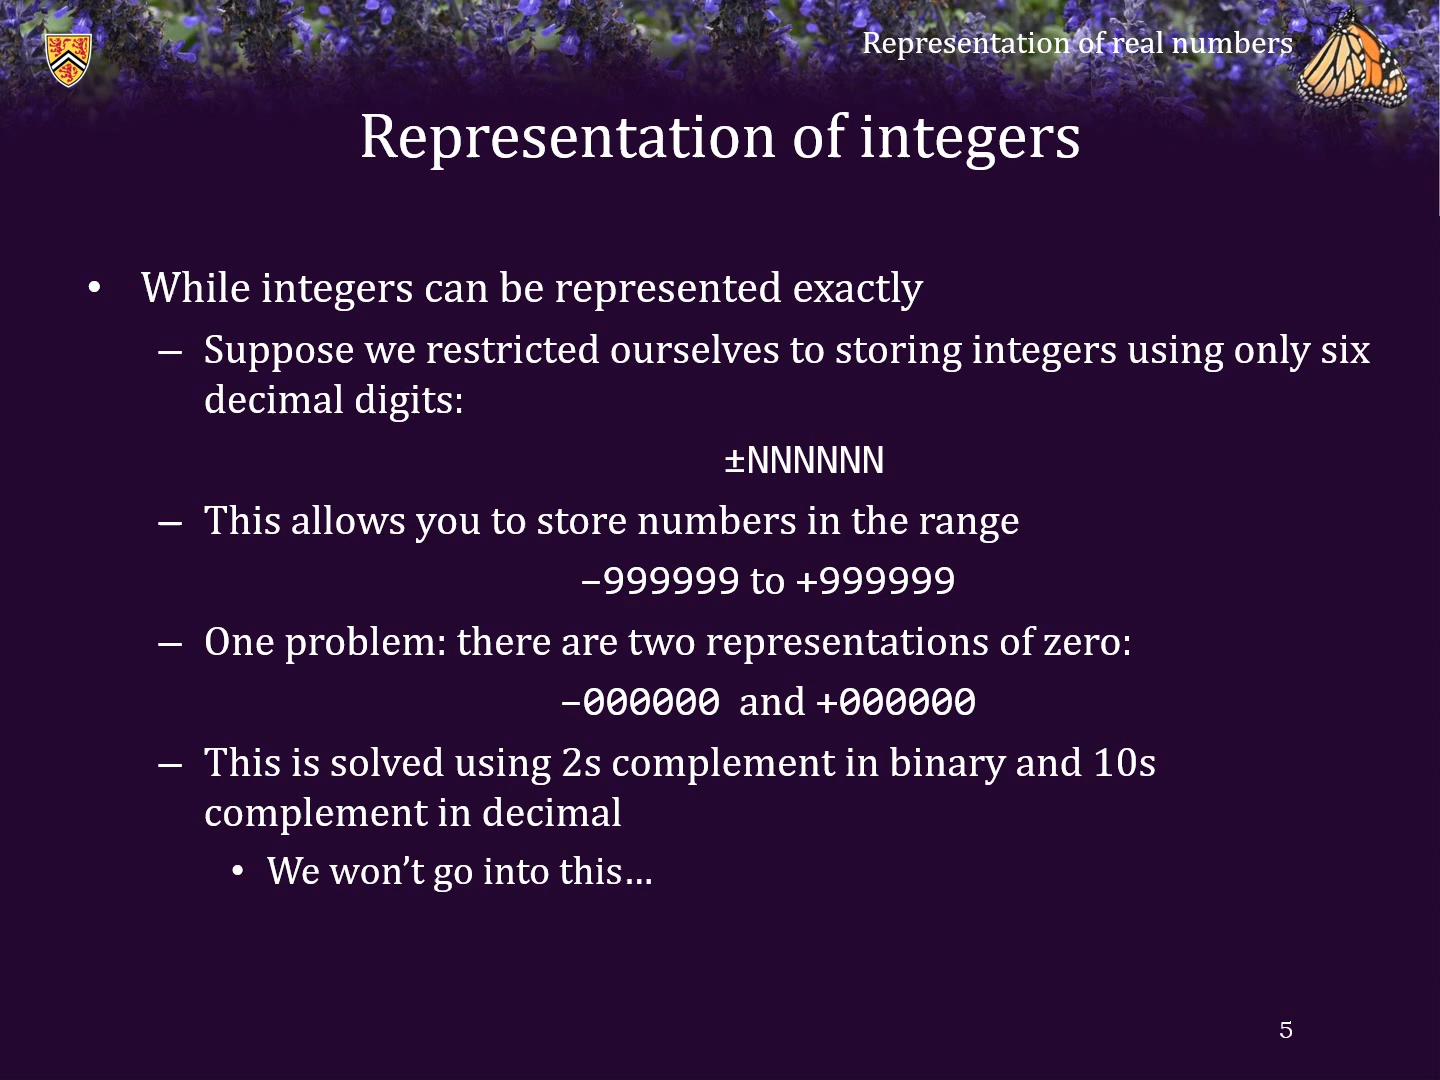 Representation of real numbers
Representation of integers
• While integers can be represented exactly
– Suppose we restricted ourselves to storing integers using only six
decimal digits:
±NNNNNN
– This allows you to store numbers in the range
–999999 to +999999
– One problem: there are two representations of zero:
–000000 and +000000
– This is solved using 2s complement in binary and 10s
complement in decimal
• We won’t go into this…
5